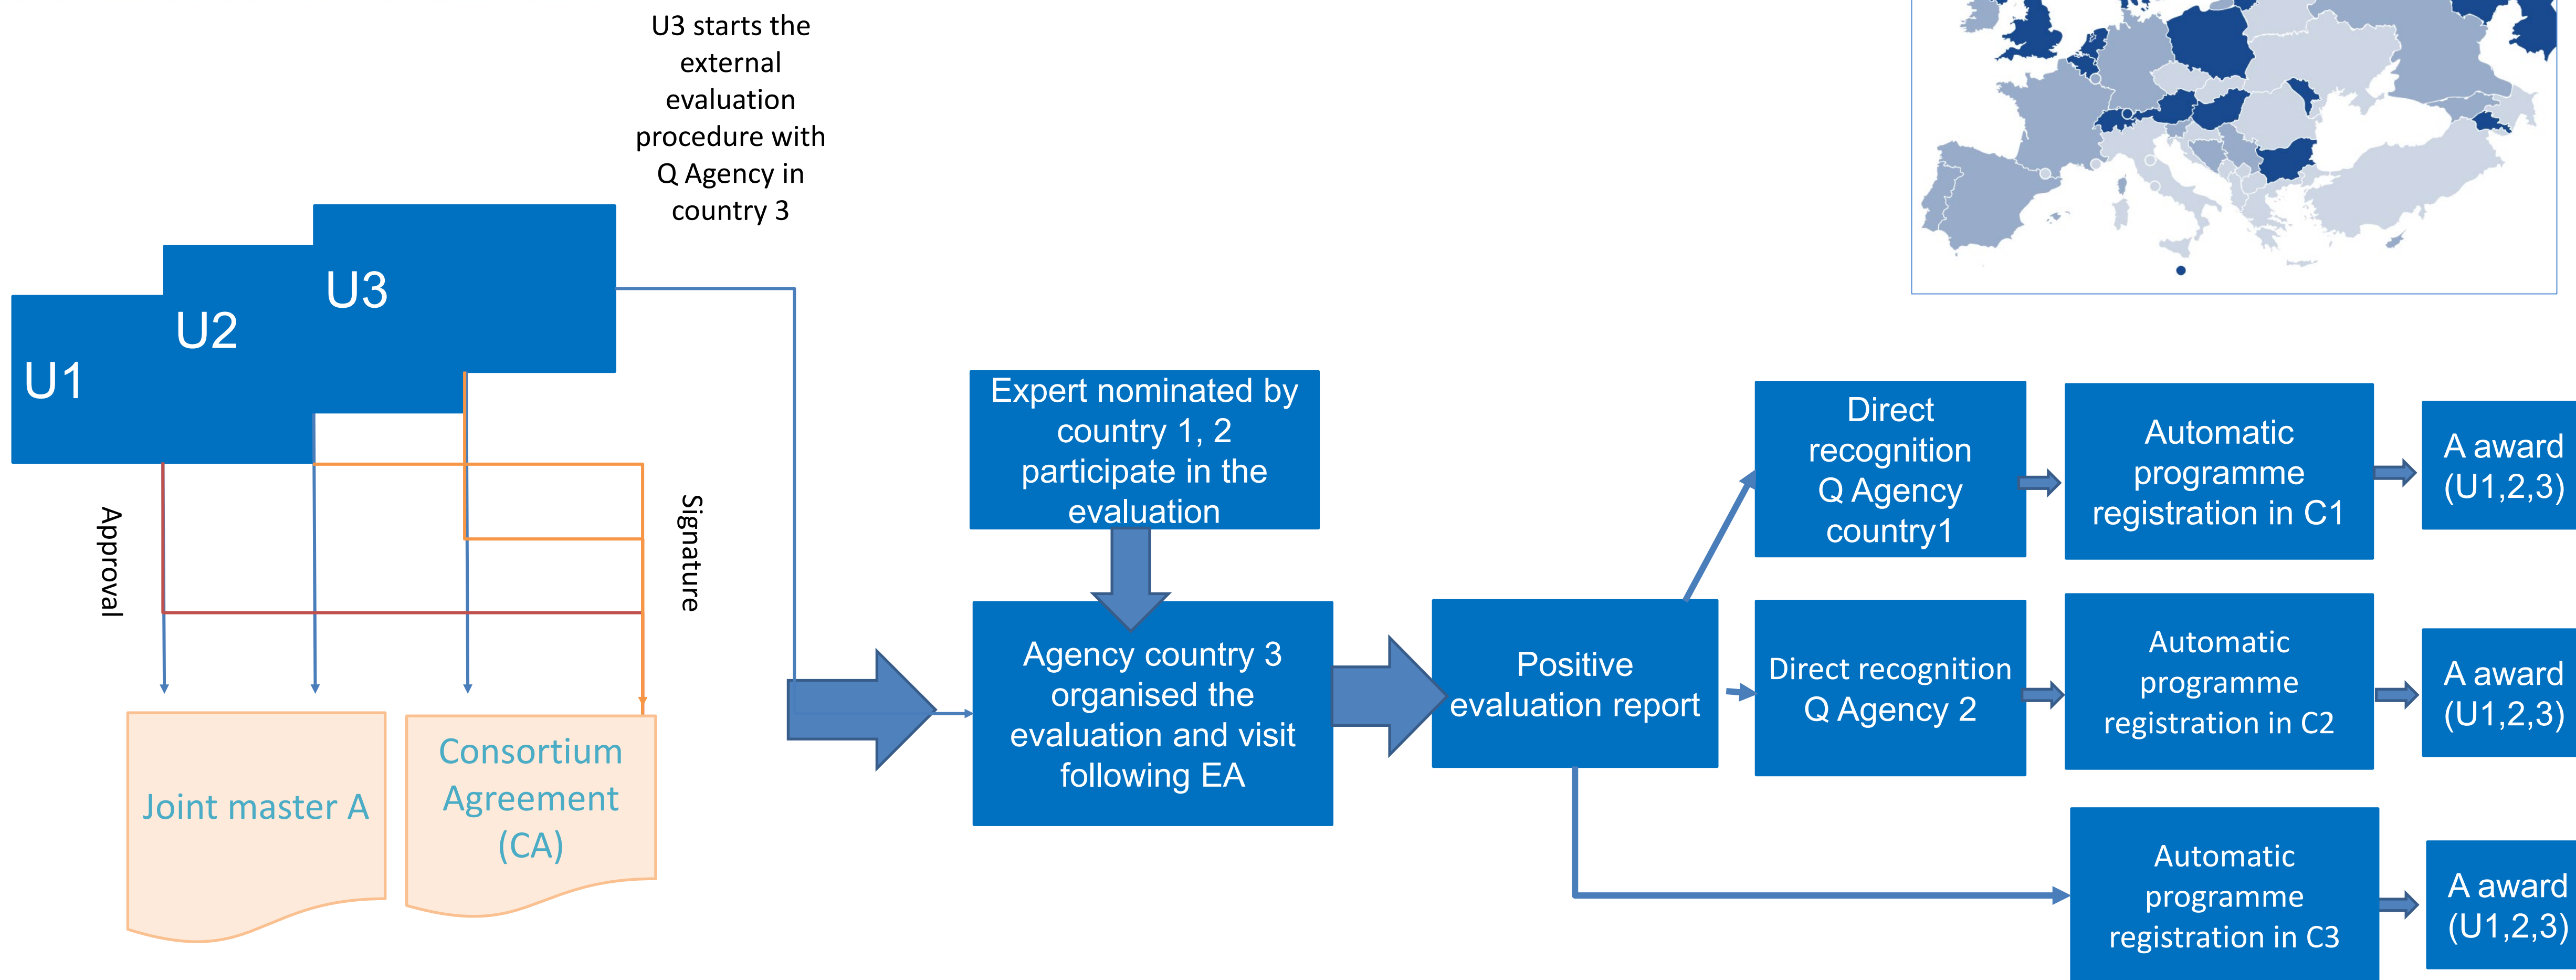 U3 starts the
external
evaluation
procedure with
Q Agency in
country 3
U3
U2
U1
Approval
Signature
Joint master A
Consortium
Agreement
(CA)
Expert nominated by
country 1, 2
participate in the
evaluation
Agency country 3
organised the
evaluation and visit
following EA
Positive
evaluation report
Direct
recognition
Q Agency
country1
Automatic
programme
registration in C1
A award
(U1,2,3)
Direct recognition
Q Agency 2
Automatic
programme
registration in C2
A award
(U1,2,3)
Automatic
programme
registration in C3
A award
(U1,2,3)